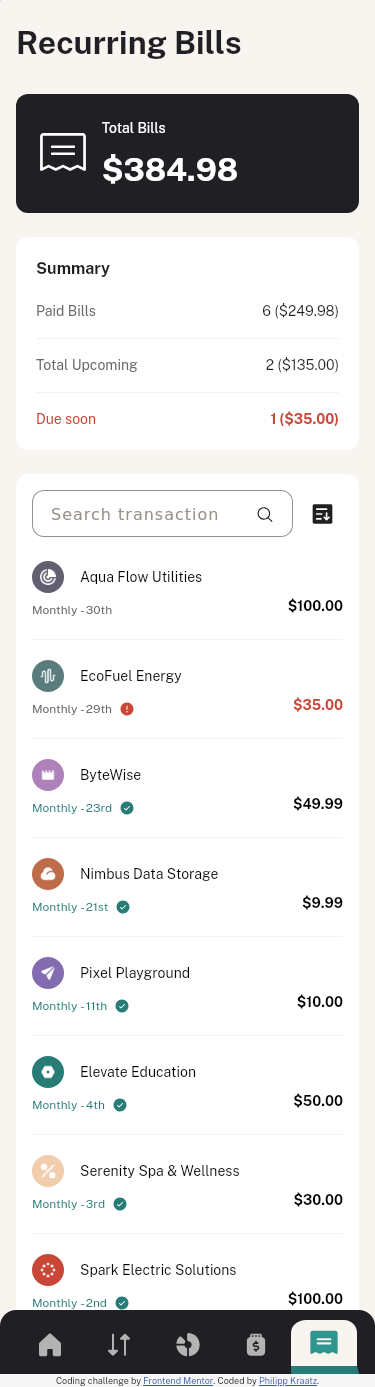 Recurring Bills
Total Bills
$384.98
Summary
Paid Bills 6 ($249.98)
Total Upcoming 2 ($135.00)
Due soon 1 ($35.00)
Search transaction
Aqua Flow Utilities
Monthly - 30th $100.00
EcoFuel Energy
Monthly - 29th $35.00
ByteWise
Monthly - 23rd $49.99
Nimbus Data Storage
Monthly - 21st $9.99
Pixel Playground
Monthly - 11th $10.00
Elevate Education
Monthly - 4th $50.00
Serenity Spa & Wellness
Monthly - 3rd $30.00
Spark Electric Solutions
Monthly - 2nd $100.00
Coding challenge by Frontend Mentor. Coded by Philipp Kraatz.